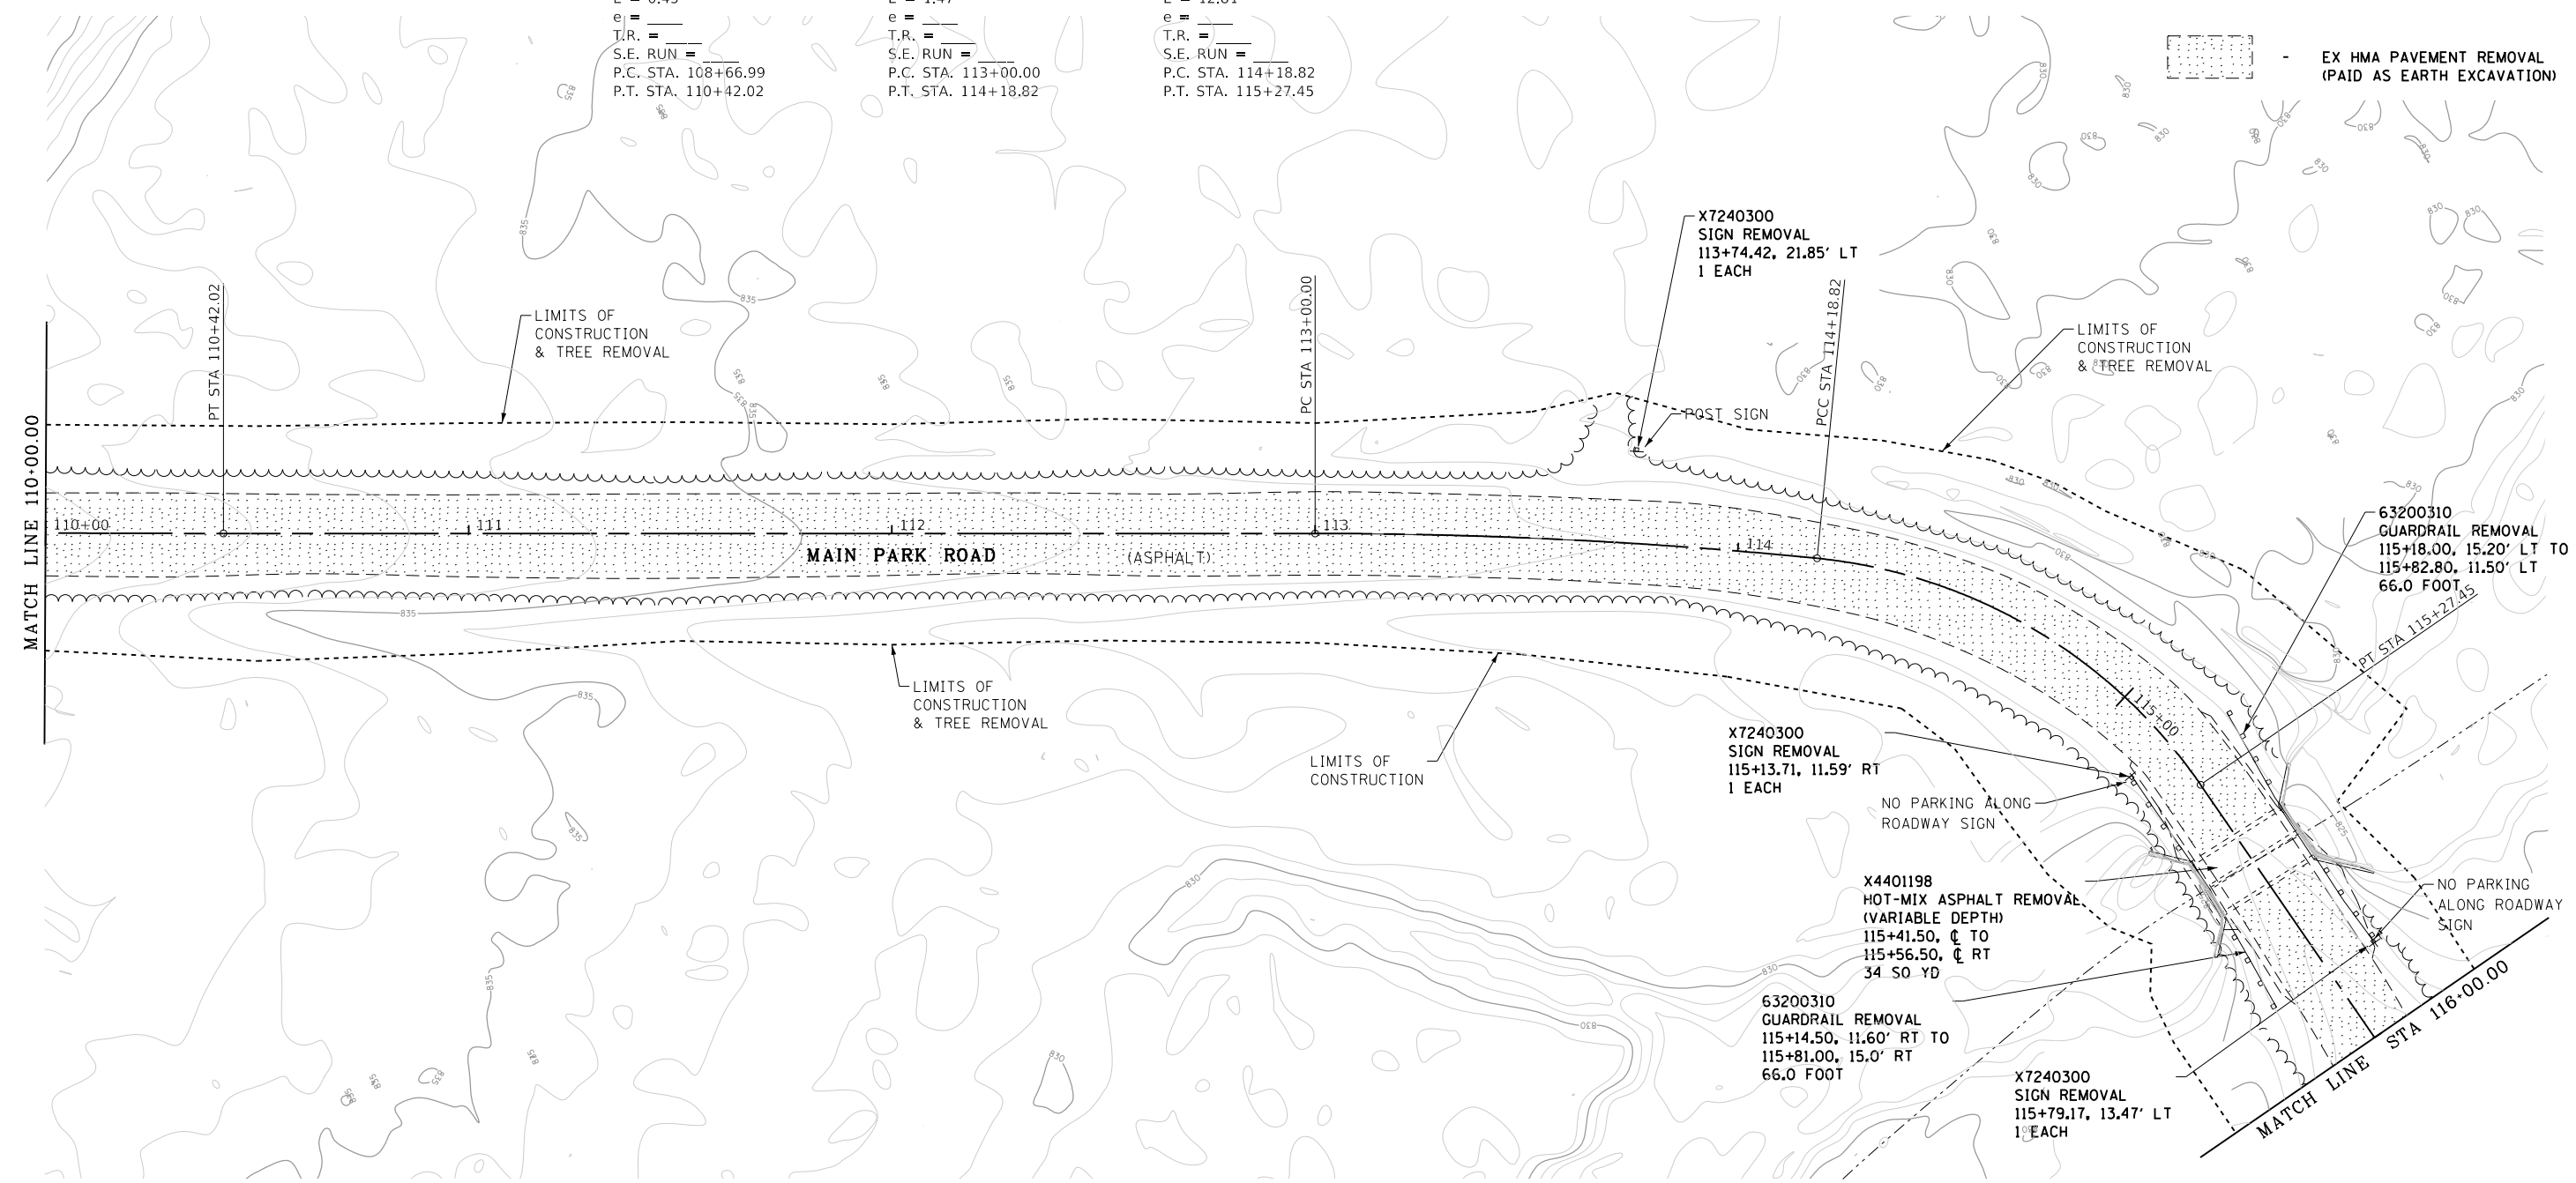 e = ____
T.R. = ____
S.E. RUN = ____
P.C. STA. 108+66.99
P.T. STA. 110+42.02
e = ____
T.R. = ____
S.E. RUN = ____
P.C. STA. 113+00.00
P.T. STA. 114+18.82
e = ____
T.R. = ____
S.E. RUN = ____
P.C. STA. 114+18.82
P.T. STA. 115+27.45
- EX HMA PAVEMENT REMOVAL
(PAID AS EARTH EXCAVATION)
X7240300
SIGN REMOVAL
113+74.42, 21.85' LT
1 EACH
PT STA 110+42.02
LIMITS OF
CONSTRUCTION
& TREE REMOVAL
PC STA 113+00.00
PCC STA 114+18.82
LIMITS OF
CONSTRUCTION
& TREE REMOVAL
POST SIGN
MATCH LINE 110+00.00
110+00
111
112
113
114
115+00
MAIN PARK ROAD
(ASPHALT)
63200310
GUARDRAIL REMOVAL
115+18.00, 15.20' LT TO
115+82.80, 11.50' LT
66.0 FOOT
PT STA 115+27.45
LIMITS OF
CONSTRUCTION
& TREE REMOVAL
LIMITS OF
CONSTRUCTION
X7240300
SIGN REMOVAL
115+13.71, 11.59' RT
1 EACH
NO PARKING ALONG
ROADWAY SIGN
X4401198
HOT-MIX ASPHALT REMOVAL
(VARIABLE DEPTH)
115+41.50, ℄ TO
115+56.50, ℄ RT
34 SQ YD
NO PARKING
ALONG ROADWAY
SIGN
63200310
GUARDRAIL REMOVAL
115+14.50, 11.60' RT TO
115+81.00, 15.0' RT
66.0 FOOT
X7240300
SIGN REMOVAL
115+79.17, 13.47' LT
1 EACH
MATCH LINE STA 116+00.00
835
835
835
835
835
830
830
830
830
825